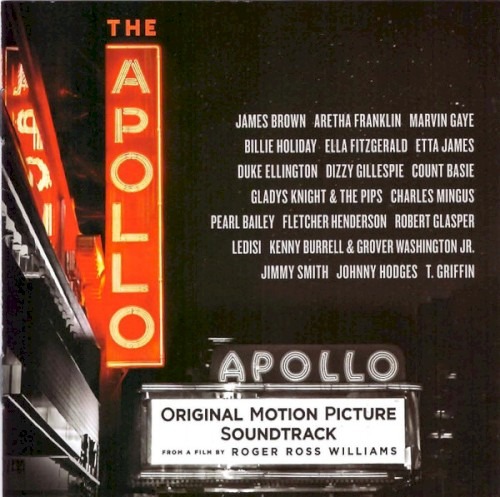 THE
APOLLO
APOLLO
JAMES BROWN ARETHA FRANKLIN MARVIN GAYE
BILLIE HOLIDAY ELLA FITZGERALD ETTA JAMES
DUKE ELLINGTON DIZZY GILLESPIE COUNT BASIE
GLADYS KNIGHT & THE PIPS CHARLES MINGUS
PEARL BAILEY FLETCHER HENDERSON ROBERT GLASPER
LEDISI KENNY BURRELL & GROVER WASHINGTON JR.
JIMMY SMITH JOHNNY HODGES T. GRIFFIN
APOLLO
ORIGINAL MOTION PICTURE
SOUNDTRACK
FROM A FILM BY ROGER ROSS WILLIAMS